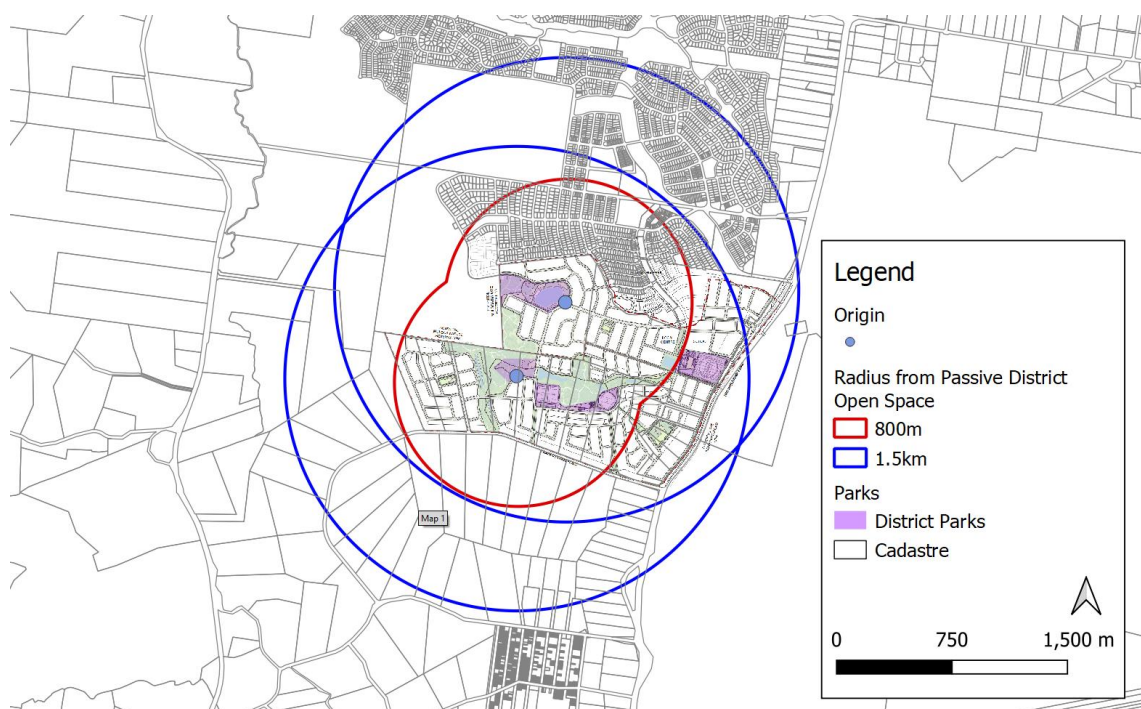 Legend
Origin
Radius from Passive District
Open Space
800m
1.5km
Parks
District Parks
Cadastre
0 750 1,500 m
Map 1